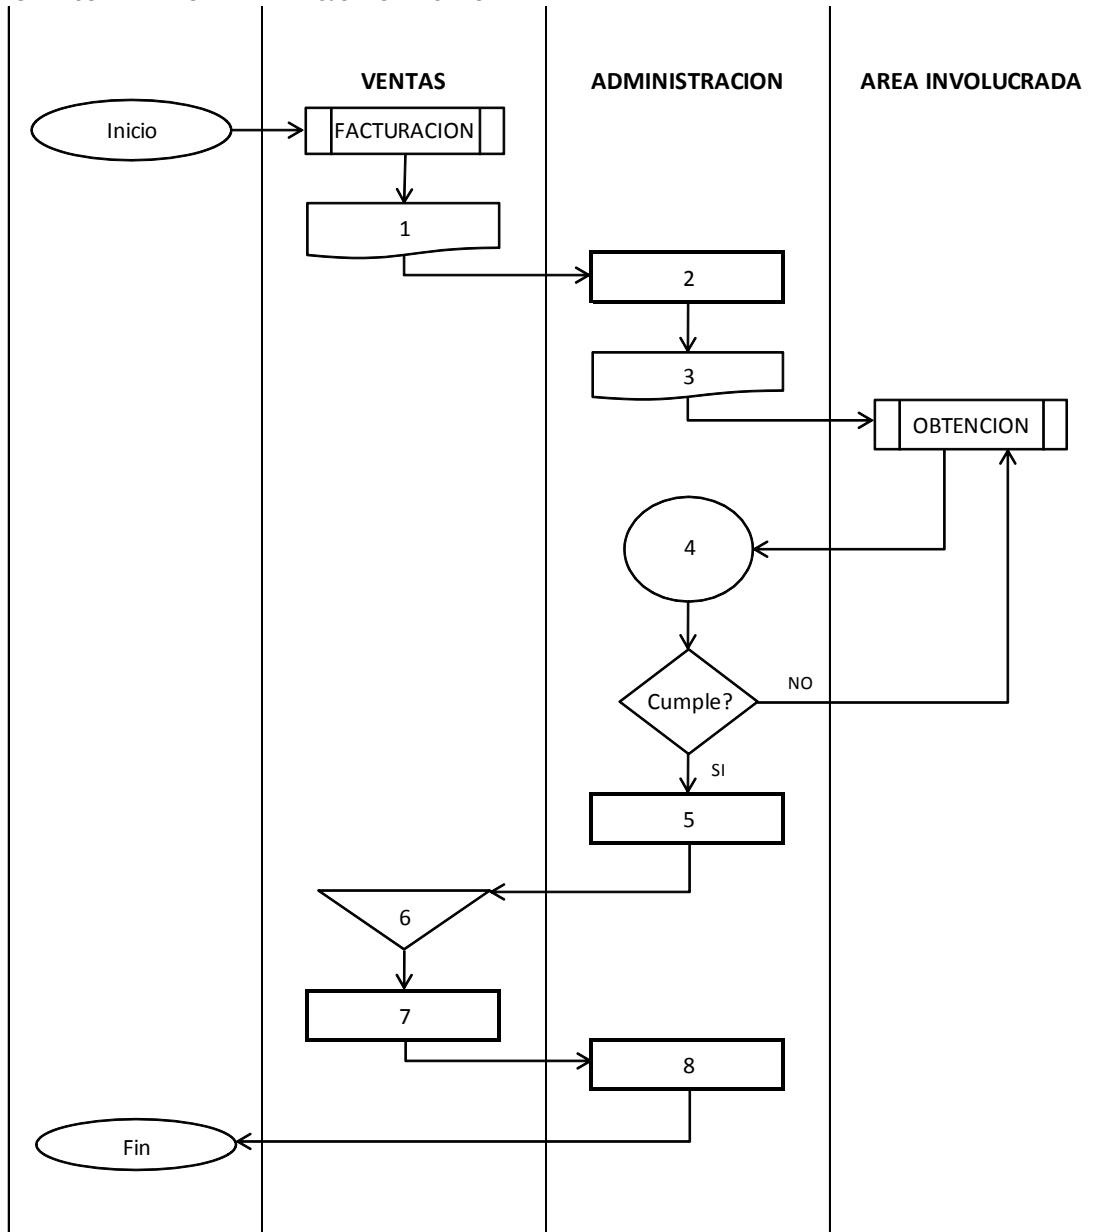 VENTAS
ADMINISTRACION
AREA INVOLUCRADA
Inicio
FACTURACION
1
2
3
OBTENCION
4
Cumple?
NO
SI
5
6
7
8
Fin